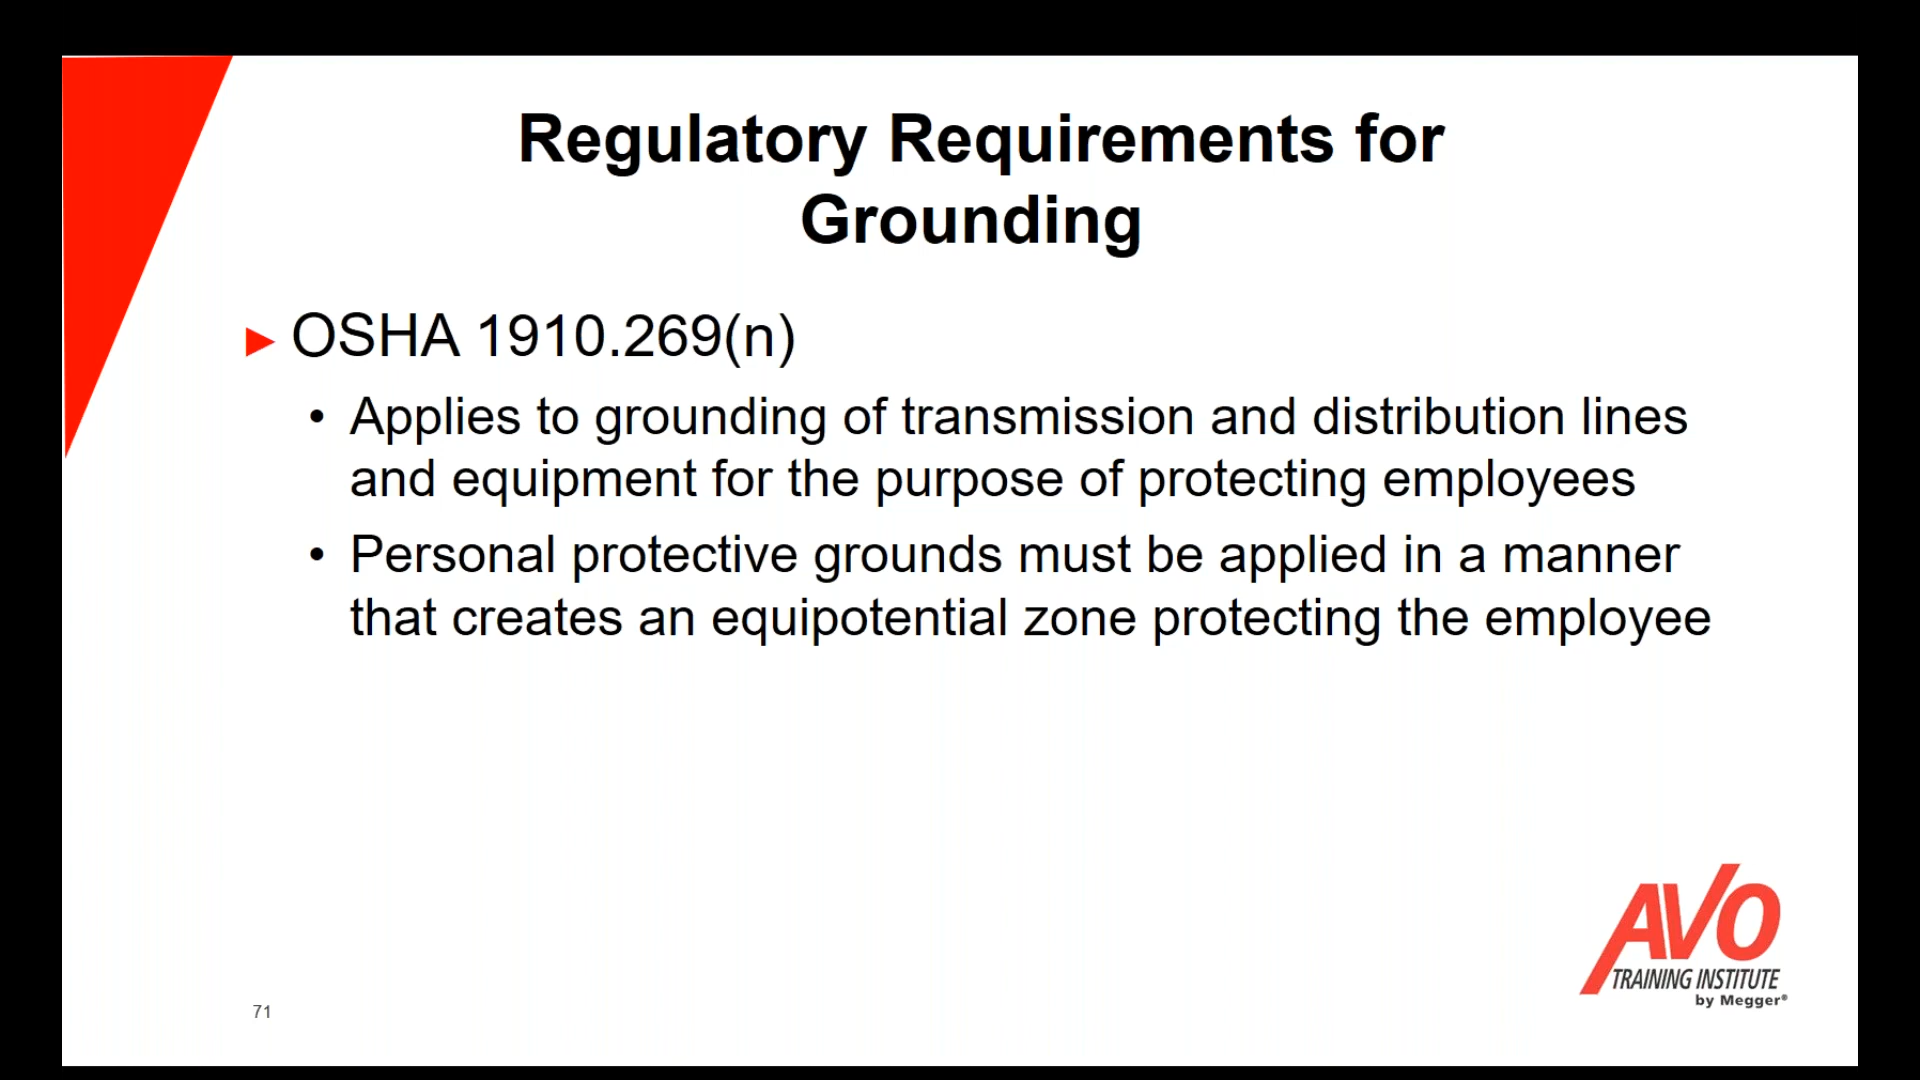 Regulatory Requirements for
Grounding
► OSHA 1910.269(n)
• Applies to grounding of transmission and distribution lines
and equipment for the purpose of protecting employees
• Personal protective grounds must be applied in a manner
that creates an equipotential zone protecting the employee
AVO
TRAINING INSTITUTE
by Megger®
71